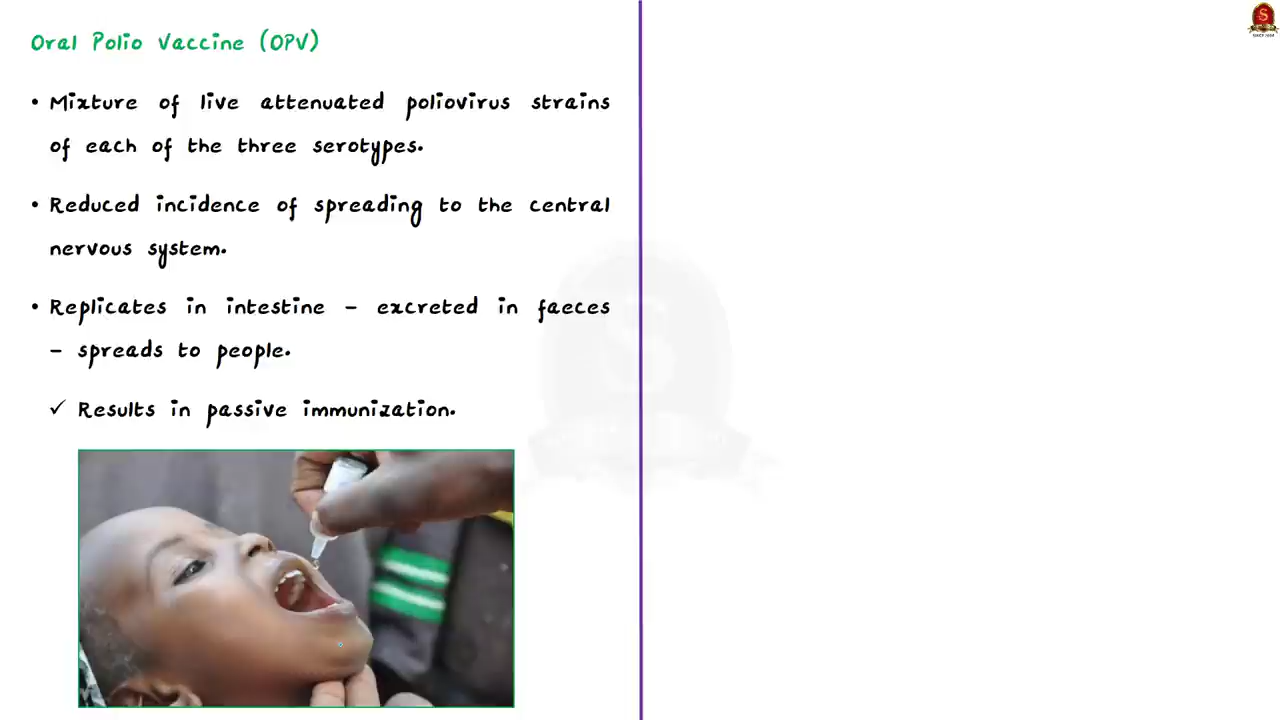 Oral Polio Vaccine (OPV)
• Mixture of live attenuated poliovirus strains
of each of the three serotypes.
• Reduced incidence of spreading to the central
nervous system.
• Replicates in intestine – excreted in faeces
– spreads to people.
✓ Results in passive immunization.
S